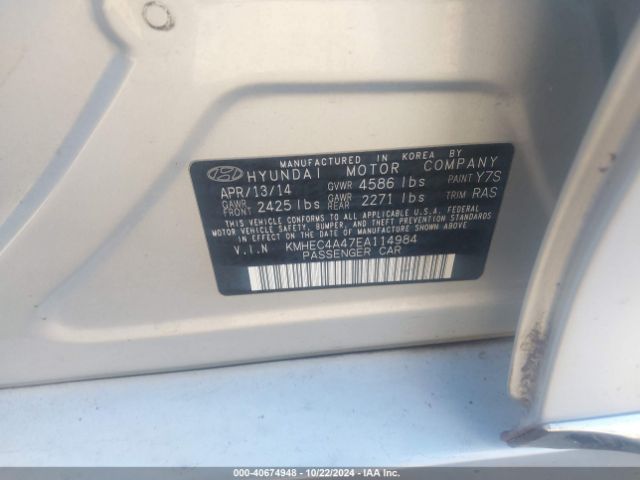 MANUFACTURED IN KOREA BY
HYUNDAI MOTOR COMPANY
APR/13/14 GVWR 4586 lbs PAINT Y7S
GAWR FRONT 2425 lbs GAWR REAR 2271 lbs TRIM RAS
THIS VEHICLE CONFORMS TO ALL APPLICABLE U.S.A. FEDERAL
MOTOR VEHICLE SAFETY, BUMPER, AND THEFT PREVENTION
STANDARDS IN EFFECT ON THE DATE OF MANUFACTURE SHOWN ABOVE.
V.I.N KMHEC4A47EA114984
PASSENGER CAR
000-40674948 - 10/22/2024 - IAA Inc.